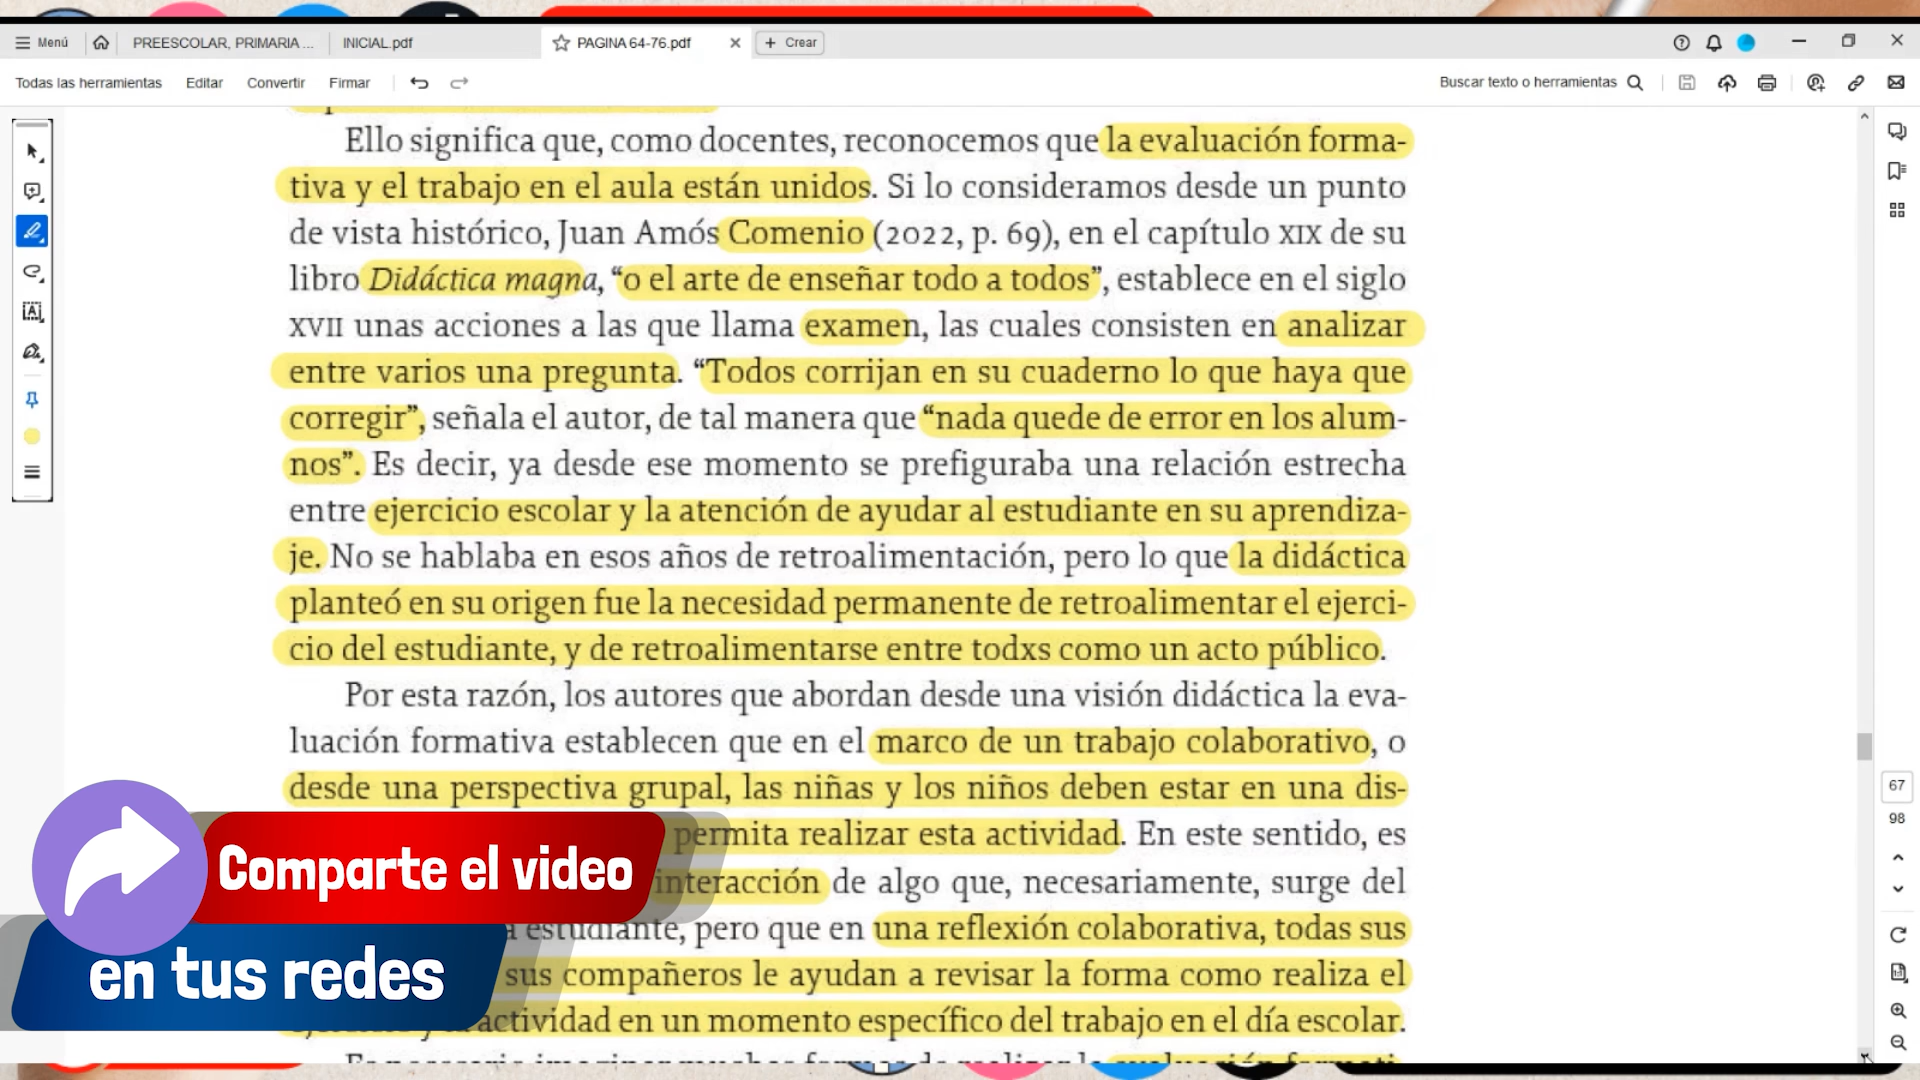 Menú
PREESCOLAR, PRIMARIA ...
INICIAL.pdf
PAGINA 64-76.pdf
Crear
Todas las herramientas
Editar
Convertir
Firmar
Buscar texto o herramientas
Ello significa que, como docentes, reconocemos que la evaluación forma-
tiva y el trabajo en el aula están unidos. Si lo consideramos desde un punto
de vista histórico, Juan Amós Comenio (2022, p. 69), en el capítulo XIX de su
libro Didáctica magna, “o el arte de enseñar todo a todos”, establece en el siglo
XVII unas acciones a las que llama examen, las cuales consisten en analizar
entre varios una pregunta. “Todos corrijan en su cuaderno lo que haya que
corregir”, señala el autor, de tal manera que “nada quede de error en los alum-
nos”. Es decir, ya desde ese momento se prefiguraba una relación estrecha
entre ejercicio escolar y la atención de ayudar al estudiante en su aprendiza-
je. No se hablaba en esos años de retroalimentación, pero lo que la didáctica
planteó en su origen fue la necesidad permanente de retroalimentar el ejerci-
cio del estudiante, y de retroalimentarse entre todxs como un acto público.
Por esta razón, los autores que abordan desde una visión didáctica la eva-
luación formativa establecen que en el marco de un trabajo colaborativo, o
desde una perspectiva grupal, las niñas y los niños deben estar en una dis-
permita realizar esta actividad. En este sentido, es
interacción de algo que, necesariamente, surge del
estudiante, pero que en una reflexión colaborativa, todas sus
sus compañeros le ayudan a revisar la forma como realiza el
actividad en un momento específico del trabajo en el día escolar.
Comparte el video
en tus redes
67
98